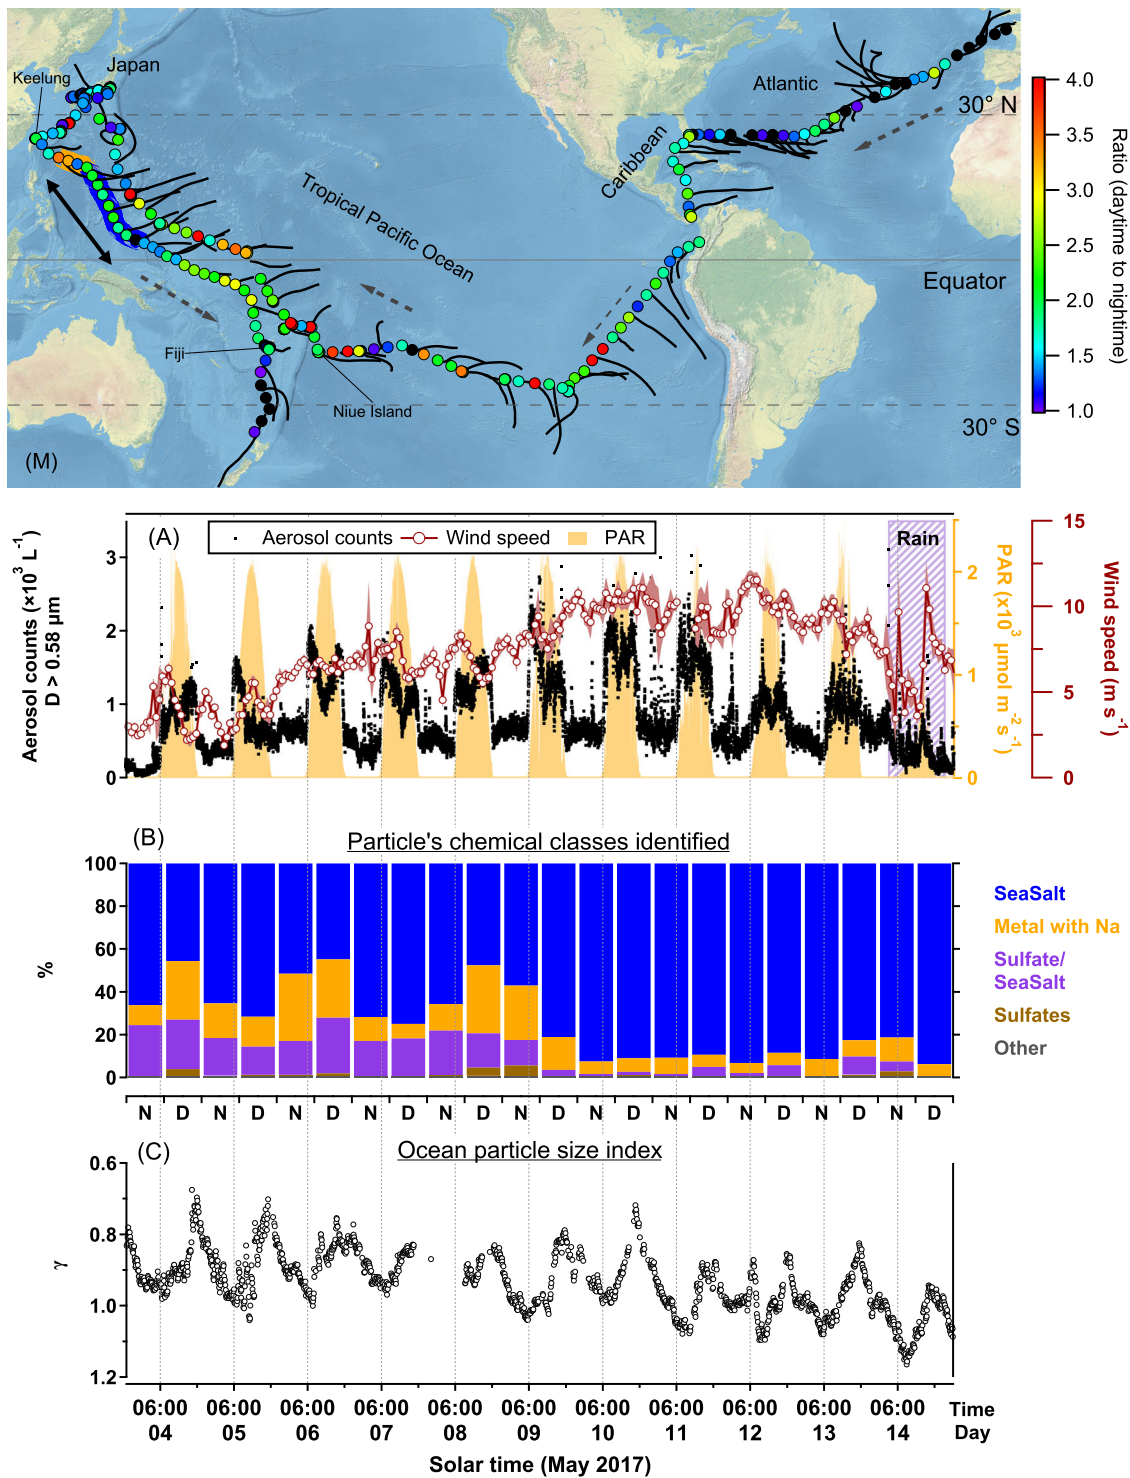 Keelung
Japan
Atlantic
30° N
Caribbean
Tropical Pacific Ocean
Equator
Fiji
Niue Island
30° S
(M)
4.0
3.5
3.0
2.5
2.0
1.5
1.0
Ratio (daytime to nighttime)
(A)
Aerosol counts
Wind speed
PAR
Rain
Aerosol counts (×10³ L⁻¹)
D > 0.58 µm
3
2
1
0
2
1
0
PAR (x10³ µmol m⁻² s⁻¹)
15
10
5
0
Wind speed (m s⁻¹)
(B)
Particle's chemical classes identified
100
80
60
40
20
0
%
SeaSalt
Metal with Na
Sulfate/
SeaSalt
Sulfates
Other
N D N D N D N D N D N D N D N D N D N D N D
(C)
Ocean particle size index
0.6
0.8
1.0
1.2
γ
06:00 06:00 06:00 06:00 06:00 06:00 06:00 06:00 06:00 06:00 06:00 Time
04 05 06 07 08 09 10 11 12 13 14 Day
Solar time (May 2017)